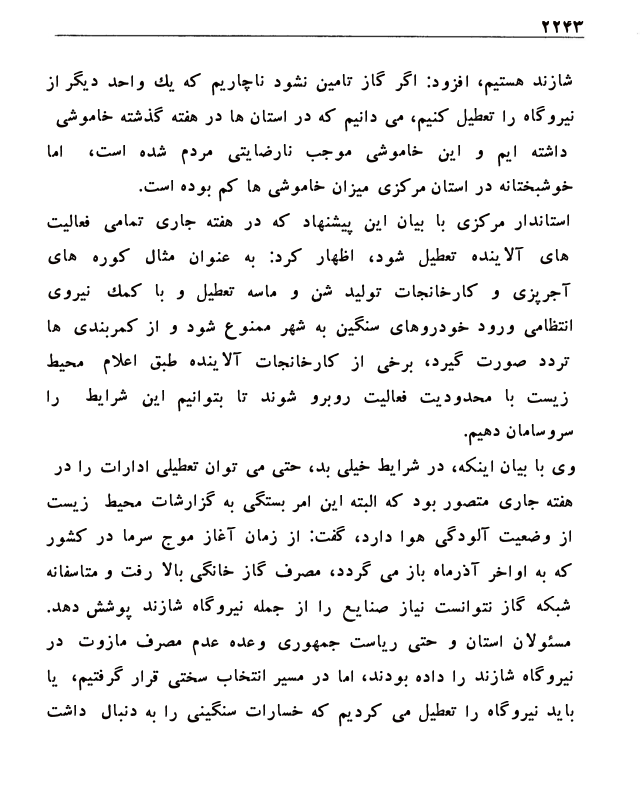 ۲۲۴۳
شازند هستیم، افزود: اگر گاز تامین نشود ناچاریم که یك واحد دیگر از
نیروگاه را تعطیل کنیم، می دانیم که در استان ها در هفته گذشته خاموشی
داشته ایم و این خاموشی موجب نارضایتی مردم شده است، اما
خوشبختانه در استان مرکزی میزان خاموشی ها کم بوده است.
استاندار مرکزی با بیان این پیشنهاد که در هفته جاری تمامی فعالیت
های آلاینده تعطیل شود، اظهار کرد: به عنوان مثال کوره های
آجرپزی و کارخانجات تولید شن و ماسه تعطیل و با کمك نیروی
انتظامی ورود خودروهای سنگین به شهر ممنوع شود و از کمربندی ها
تردد صورت گیرد، برخی از کارخانجات آلاینده طبق اعلام محیط
زیست با محدودیت فعالیت روبرو شوند تا بتوانیم این شرایط را
سروسامان دهیم.
وی با بیان اینکه، در شرایط خیلی بد، حتی می توان تعطیلی ادارات را در
هفته جاری متصور بود که البته این امر بستگی به گزارشات محیط زیست
از وضعیت آلودگی هوا دارد، گفت: از زمان آغاز موج سرما در کشور
که به اواخر آذرماه باز می گردد، مصرف گاز خانگی بالا رفت و متاسفانه
شبکه گاز نتوانست نیاز صنایع را از جمله نیروگاه شازند پوشش دهد.
مسئولان استان و حتی ریاست جمهوری وعده عدم مصرف مازوت در
نیروگاه شازند را داده بودند، اما در مسیر انتخاب سختی قرار گرفتیم، یا
باید نیروگاه را تعطیل می کردیم که خسارات سنگینی را به دنبال داشت